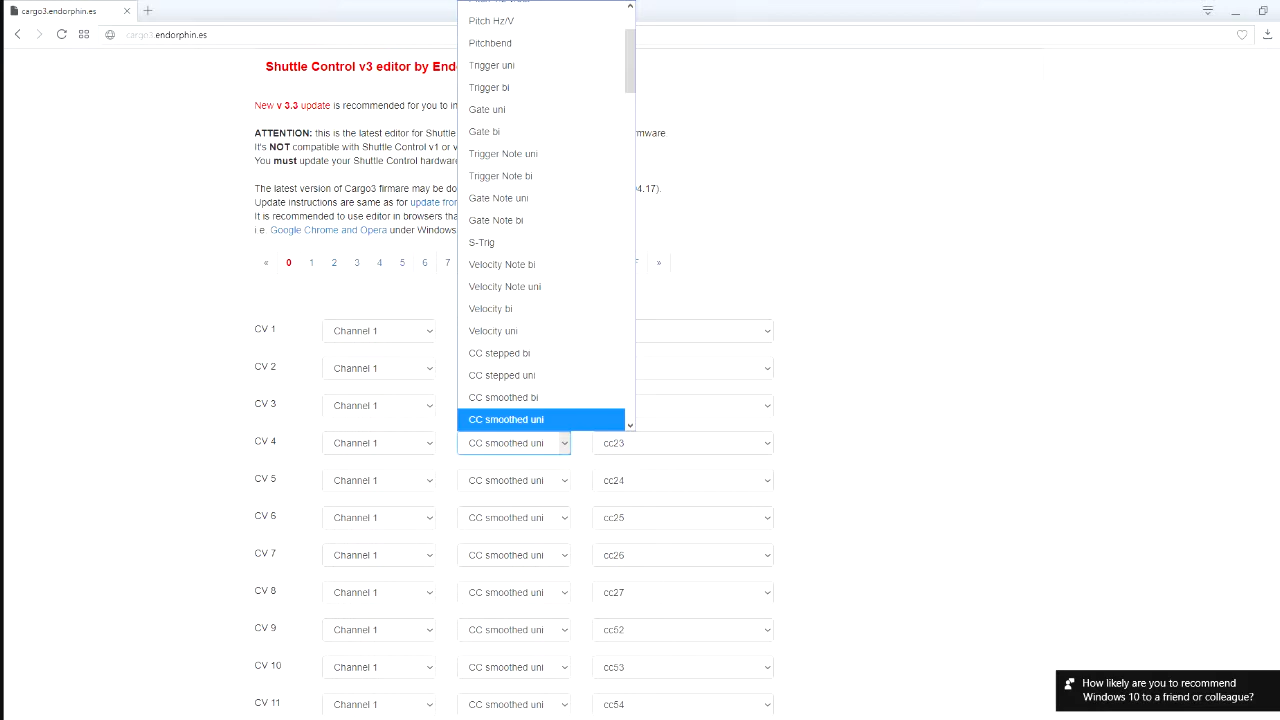 cargo3.endorphin.es
cargo3.endorphin.es
Shuttle Control v3 editor by End
New v 3.3 update is recommended for you to in
ATTENTION: this is the latest editor for Shuttle
rmware
It's NOT compatible with Shuttle Control v1 or v
You must update your Shuttle Control hardware
The latest version of Cargo3 firmare may be do
04.17).
Update instructions are same as for update fro
It is recommended to use editor in browsers tha
i.e. Google Chrome and Opera under Windows
« 0 1 2 3 4 5 6 7 F »
Pitch Hz/V
Pitchbend
Trigger uni
Trigger bi
Gate uni
Gate bi
Trigger Note uni
Trigger Note bi
Gate Note uni
Gate Note bi
S-Trig
Velocity Note bi
Velocity Note uni
Velocity bi
Velocity uni
CC stepped bi
CC stepped uni
CC smoothed bi
CC smoothed uni
CV 1 Channel 1
CV 2 Channel 1
CV 3 Channel 1
CV 4 Channel 1 CC smoothed uni cc23
CV 5 Channel 1 CC smoothed uni cc24
CV 6 Channel 1 CC smoothed uni cc25
CV 7 Channel 1 CC smoothed uni cc26
CV 8 Channel 1 CC smoothed uni cc27
CV 9 Channel 1 CC smoothed uni cc52
CV 10 Channel 1 CC smoothed uni cc53
CV 11 Channel 1 CC smoothed uni cc54
How likely are you to recommend
Windows 10 to a friend or colleague?